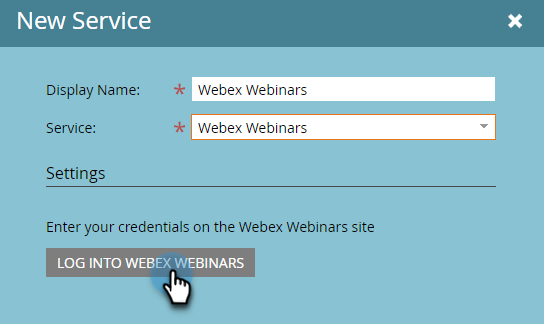 New Service
Display Name: * Webex Webinars
Service: * Webex Webinars
Settings
Enter your credentials on the Webex Webinars site
LOG INTO WEBEX WEBINARS